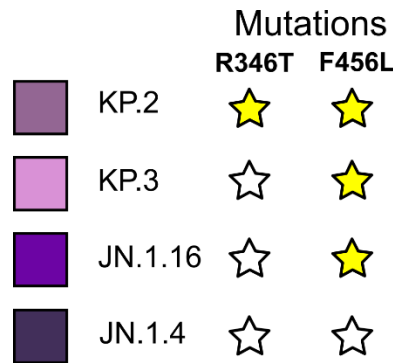 Mutations
R346T F456L
KP.2
KP.3
JN.1.16
JN.1.4